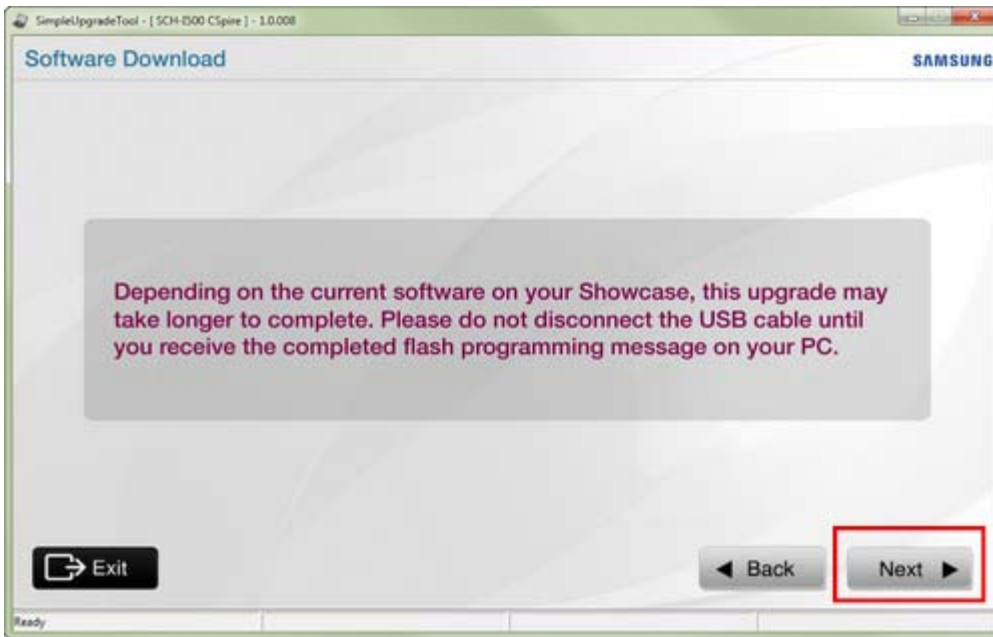 SimpleUpgradeTool - [ SCH-I500 CSpire ] - 1.0.008
Software Download
SAMSUNG
Depending on the current software on your Showcase, this upgrade may
take longer to complete. Please do not disconnect the USB cable until
you receive the completed flash programming message on your PC.
Exit
Back
Next
Ready